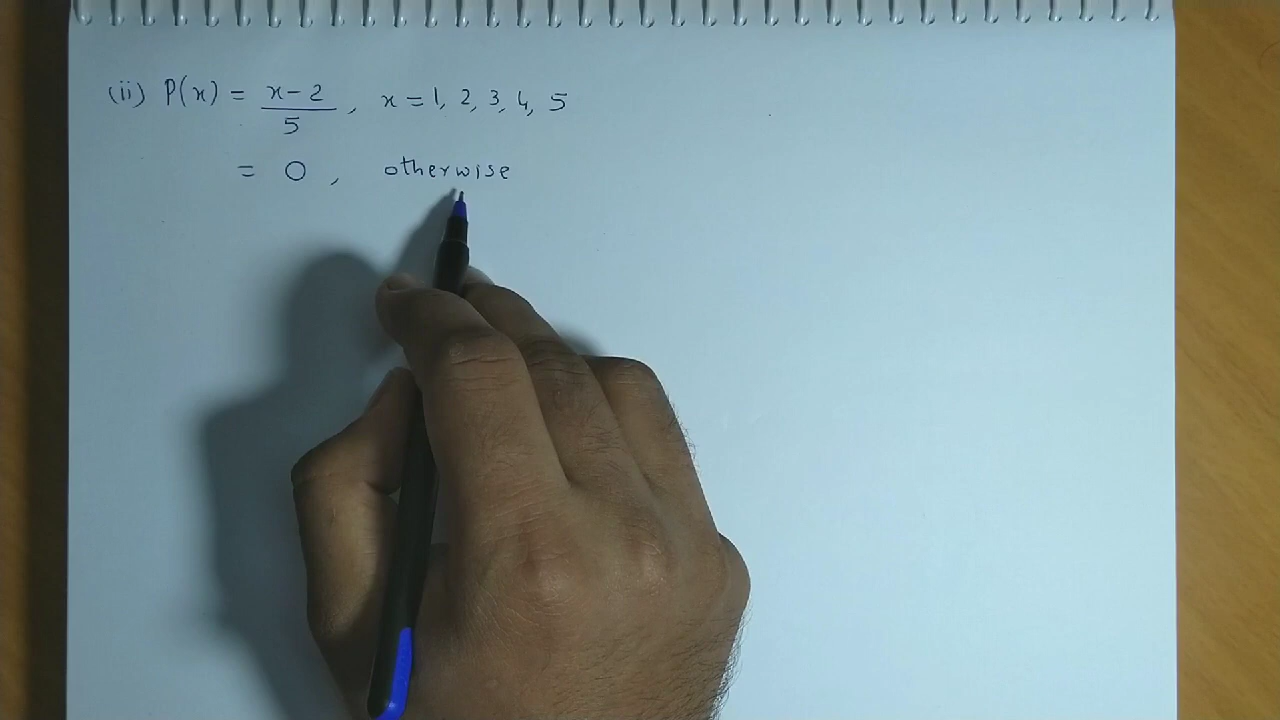 (ii) P(x) = x-2/5, x = 1, 2, 3, 4, 5
= 0, otherwise